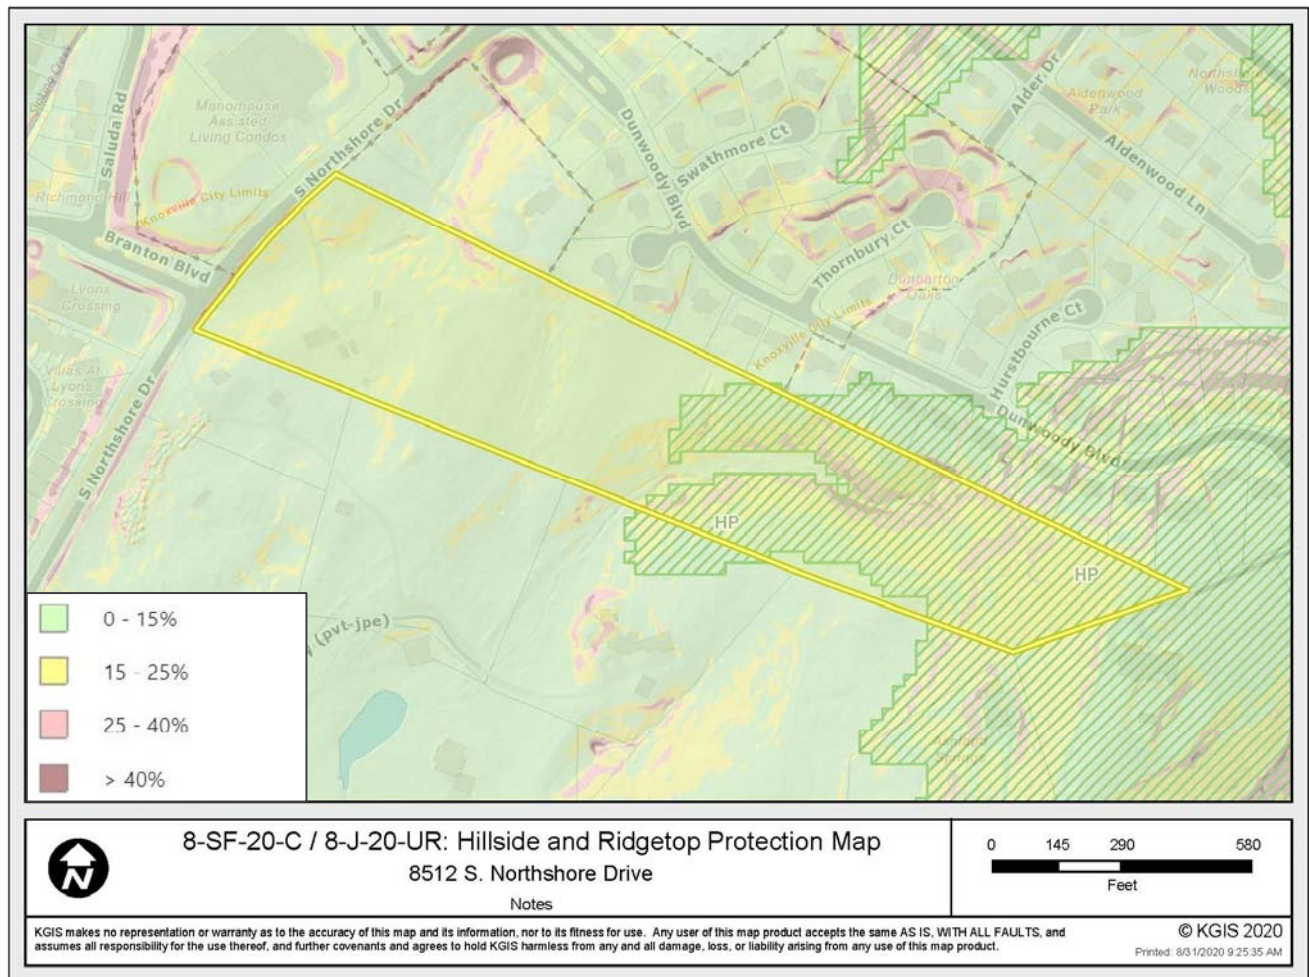 Sinking Creek
Saluda Rd
Manorhouse
Assisted
Living Condos
S Northshore Dr
Richmond Hill
Knoxville City Limits
Branton Blvd
Lyons
Crossing
Villas At
Lyons
Crossing
S Northshore Dr
Dunwoody Blvd
Swathmore Ct
Alder Dr
Aldenwood
Park
Northshore
Woods
Aldenwood Ln
Thornbury Ct
Dumbarton
Oaks
Knoxville City Limits
Hurstbourne Ct
Dunwoody Blvd
HP
HP
Springs
(pvt-jpe)
0 - 15%
15 - 25%
25 - 40%
> 40%
N
8-SF-20-C / 8-J-20-UR: Hillside and Ridgetop Protection Map
8512 S. Northshore Drive
Notes
0 145 290 580
Feet
KGIS makes no representation or warranty as to the accuracy of this map and its information, nor to its fitness for use. Any user of this map product accepts the same AS IS, WITH ALL FAULTS, and
assumes all responsibility for the use thereof, and further covenants and agrees to hold KGIS harmless from any and all damage, loss, or liability arising from any use of this map product.
© KGIS 2020
Printed: 8/31/2020 9:25:35 AM